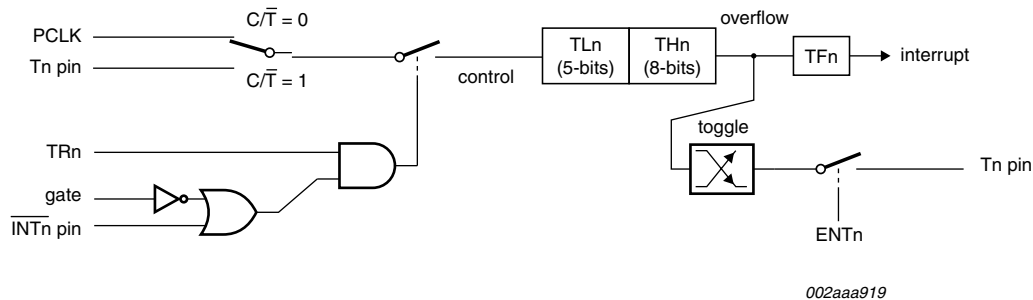 C/T̅ = 0
overflow
PCLK
Tn pin
C/T̅ = 1
control
TLn
(5-bits)
THn
(8-bits)
TFn
interrupt
toggle
TRn
gate
I̅N̅T̅n̅ pin
Tn pin
ENTn
002aaa919